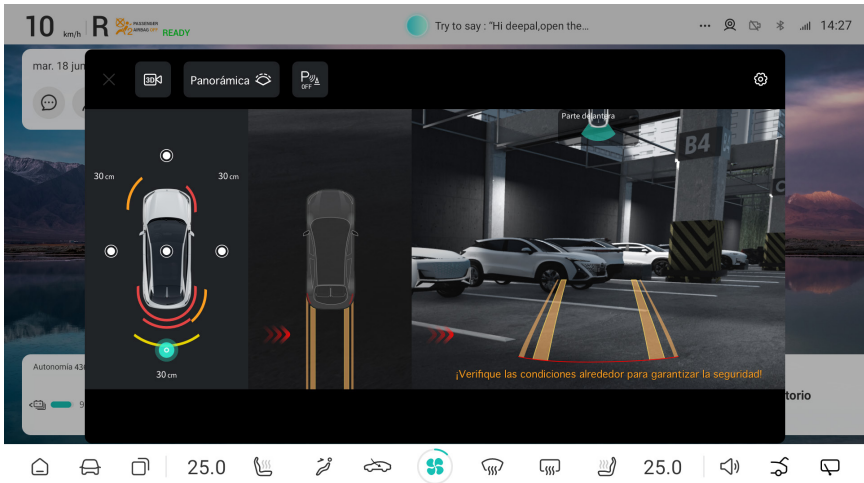 10 km/h R PASSENGER
AIRBAG OFF READY
Try to say : "Hi deepal,open the...
14:27
mar. 18 jun
3D
Panorámica
P
OFF
Parte delantera
B4
30 cm
30 cm
30 cm
¡Verifique las condiciones alrededor para garantizar la seguridad!
Autonomía 43
9
torio
25.0
25.0